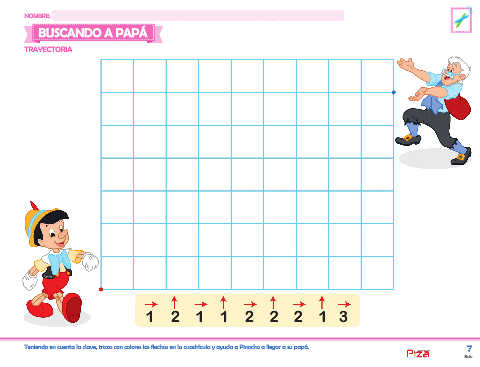 NOMBRE:
BUSCANDO A PAPÁ
TRAYECTORIA
1 2 1 1 2 2 2 1 3
Teniendo en cuenta la clave, traza con colores las flechas en la cuadrícula y ayuda a Pinocho a llegar a su papá.
7